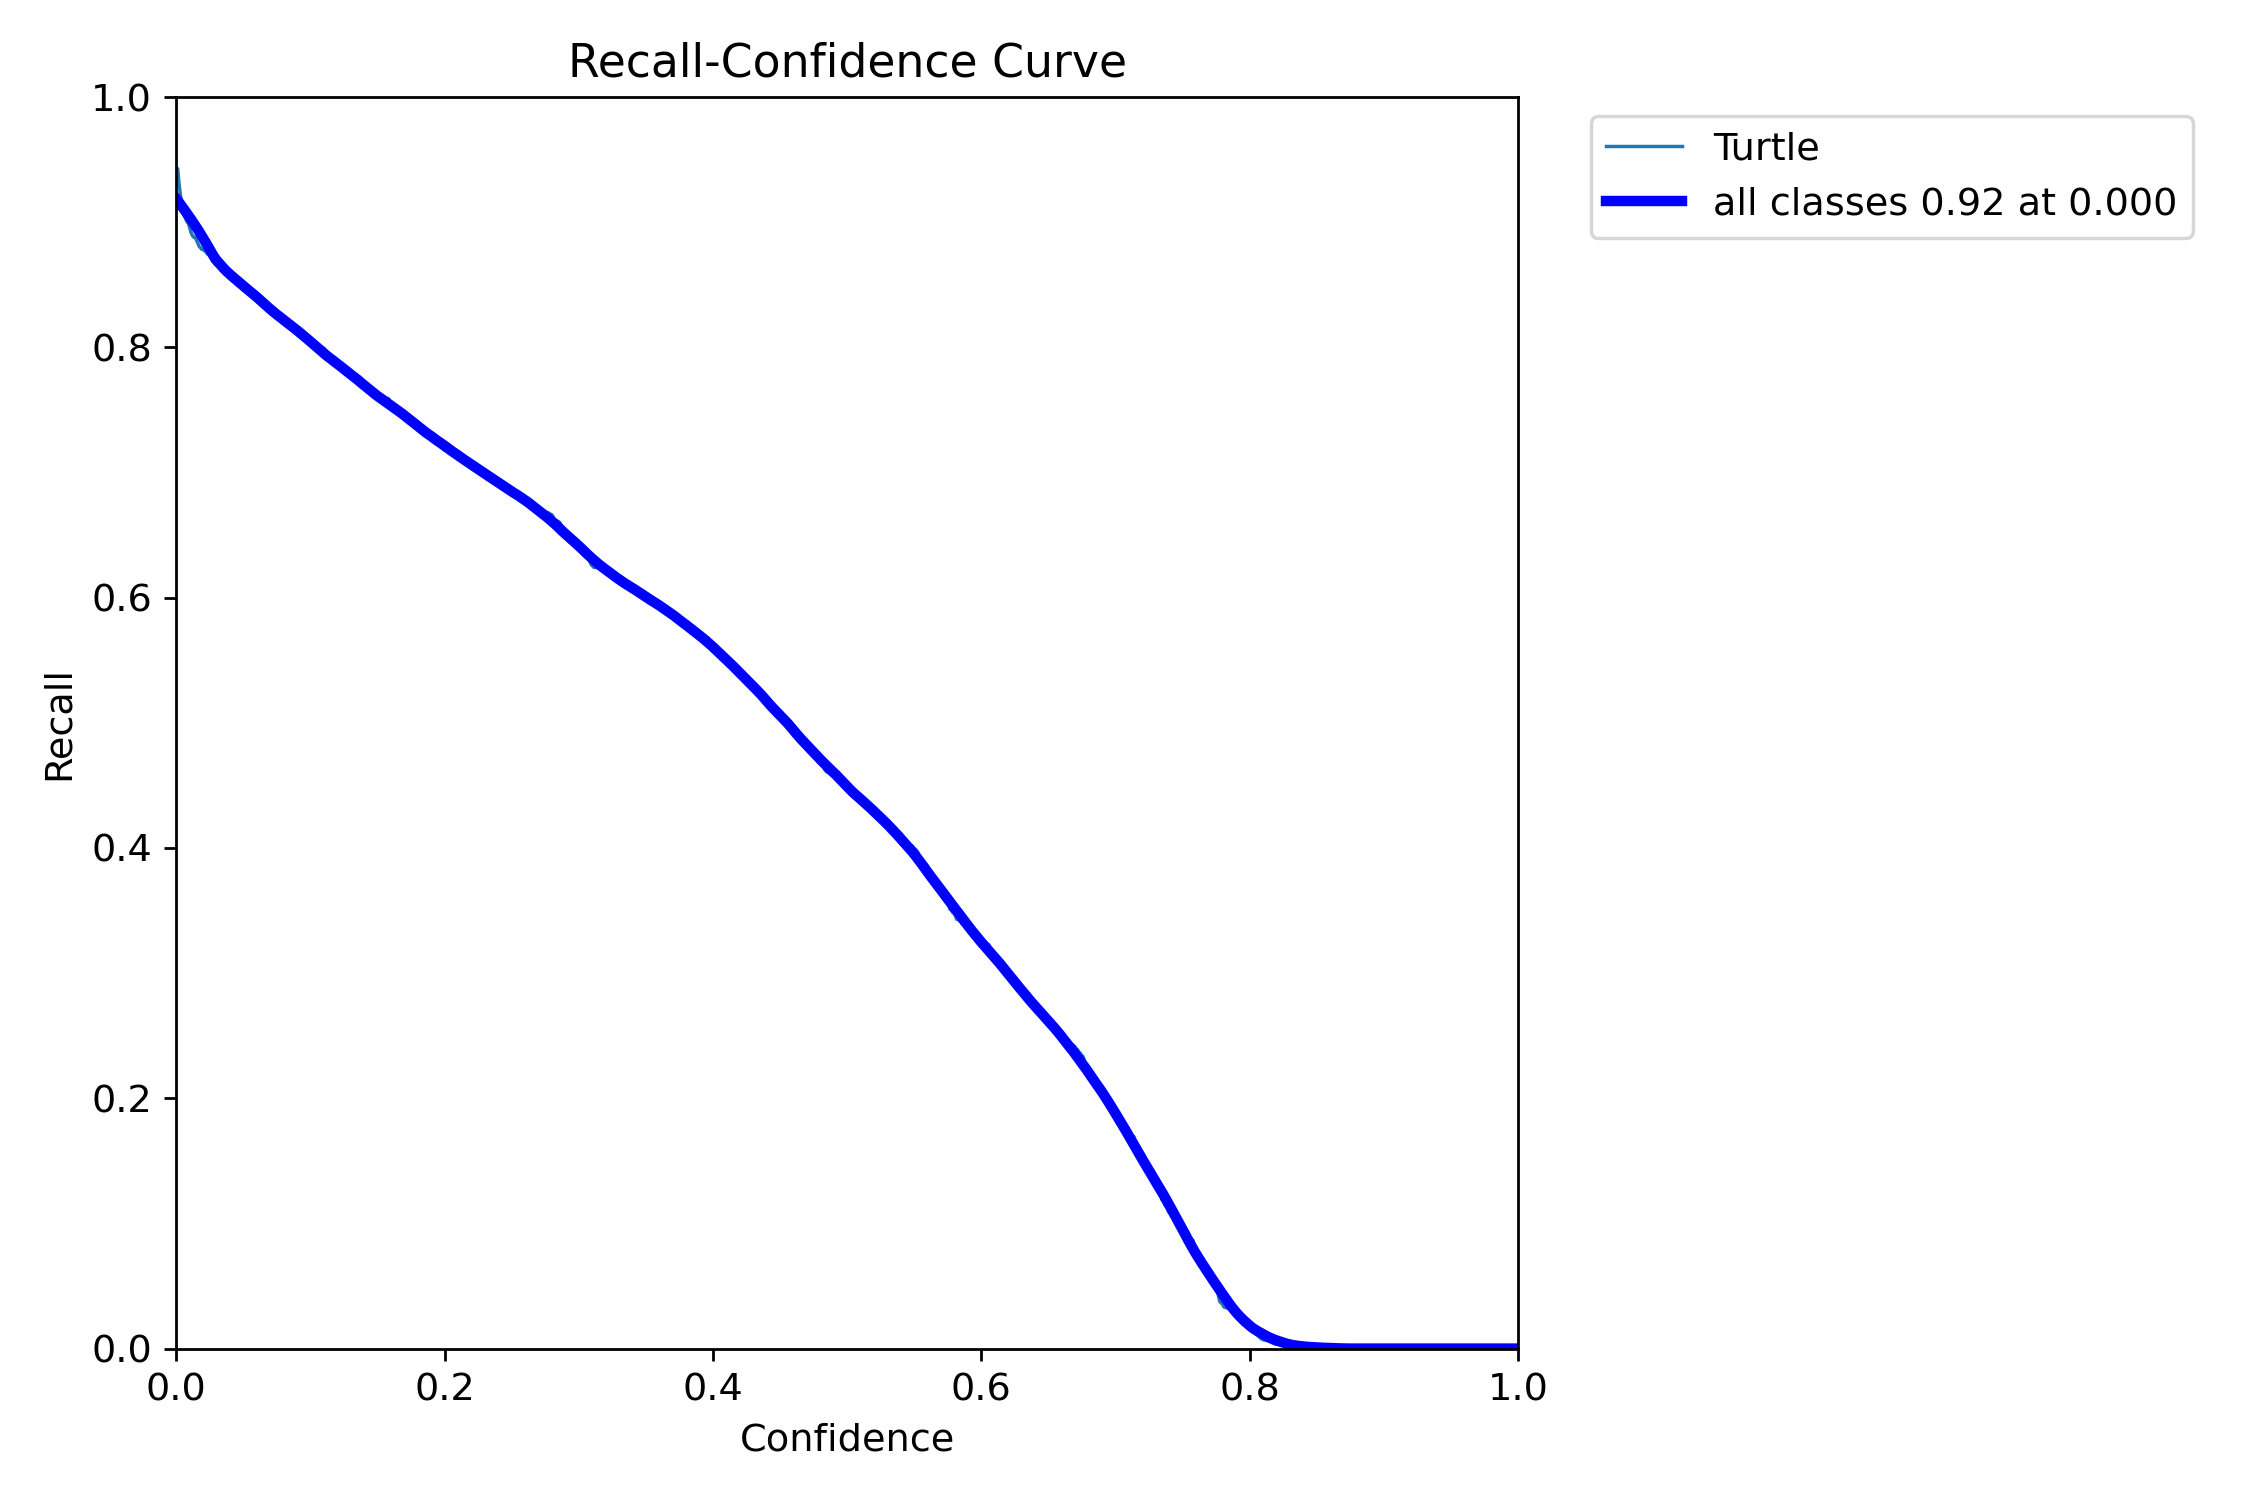 Recall-Confidence Curve
1.0
0.8
0.6
0.4
0.2
0.0
Recall
0.0 0.2 0.4 0.6 0.8 1.0
Confidence
Turtle
all classes 0.92 at 0.000